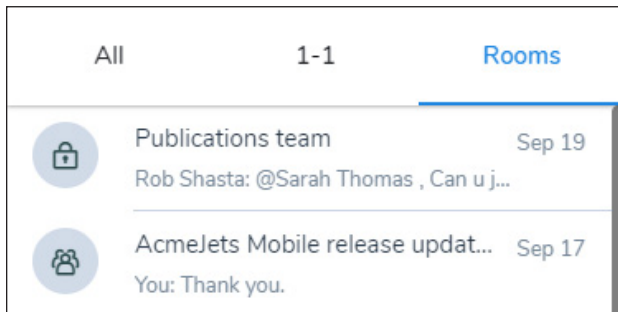 All 1-1 Rooms
Publications team Sep 19
Rob Shasta: @Sarah Thomas , Can u j...
AcmeJets Mobile release updat... Sep 17
You: Thank you.